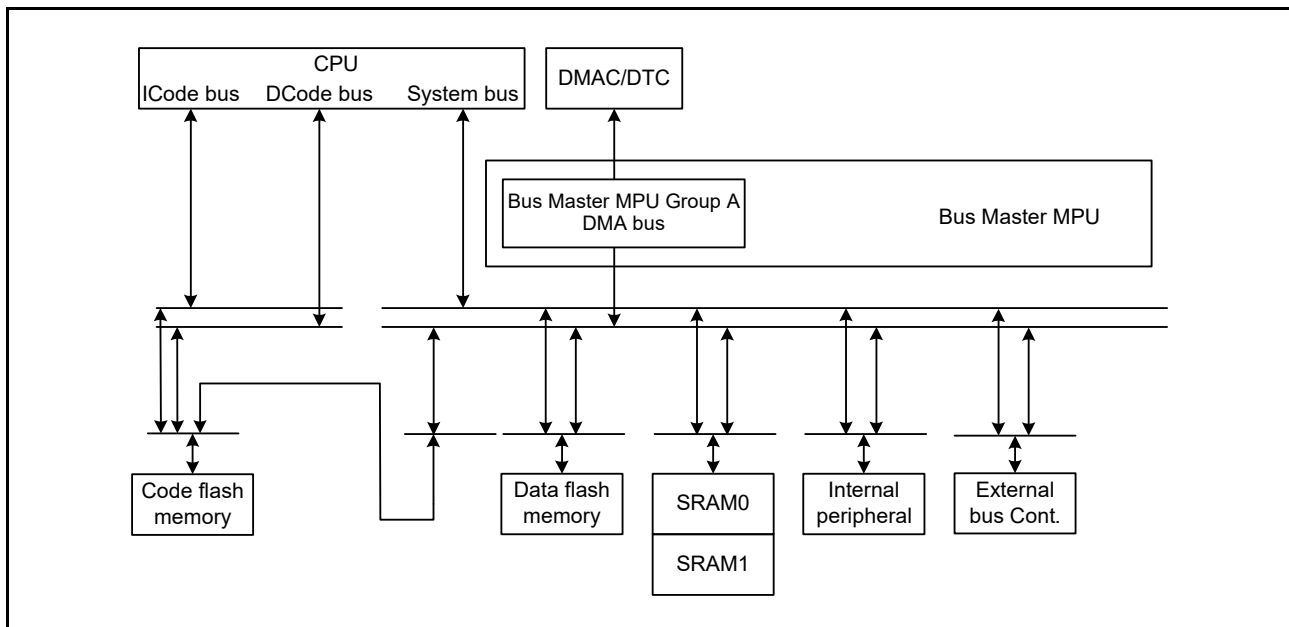 CPU
ICode bus DCode bus System bus
DMAC/DTC
Bus Master MPU Group A
DMA bus
Bus Master MPU
Code flash
memory
Data flash
memory
SRAM0
SRAM1
Internal
peripheral
External
bus Cont.